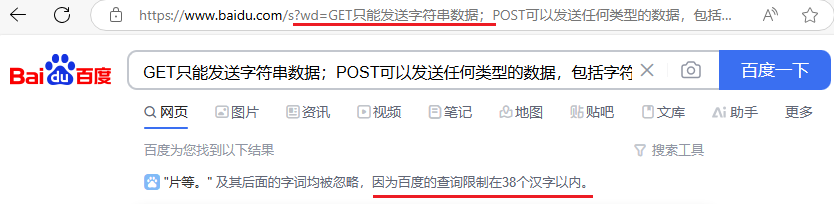 https://www.baidu.com/s?wd=GET只能发送字符串数据；POST可以发送任何类型的数据，包括…
Bai du 百度
GET只能发送字符串数据；POST可以发送任何类型的数据，包括字符
百度一下
网页 图片 资讯 视频 笔记 地图 贴吧 文库 Ai 助手 更多
百度为您找到以下结果 搜索工具
"片等。" 及其后面的字词均被忽略，因为百度的查询限制在38个汉字以内。